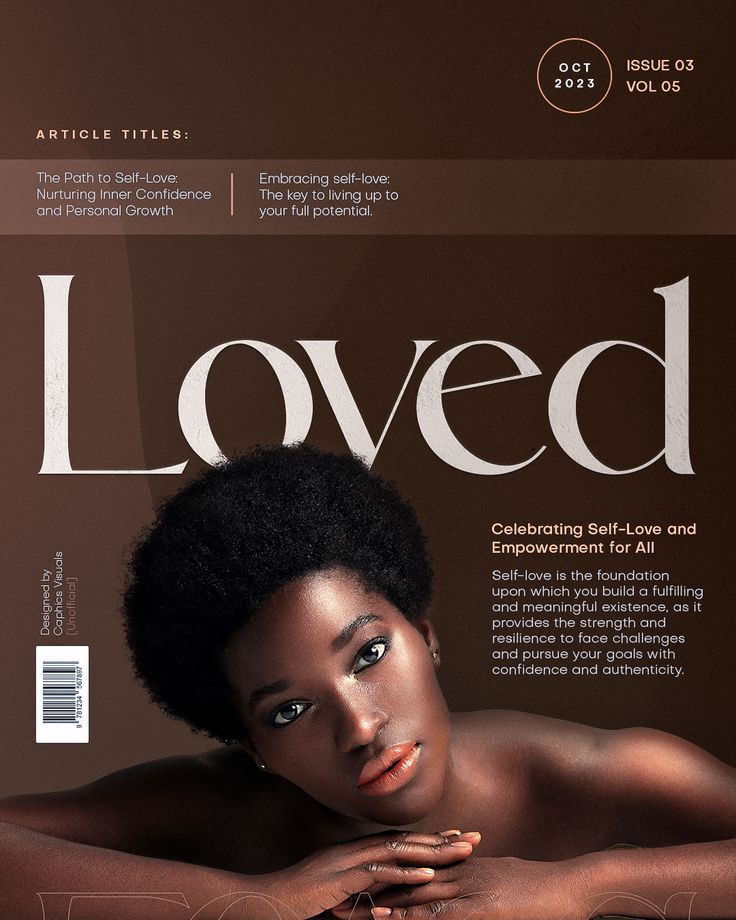 OCT
2023
ISSUE 03
VOL 05
ARTICLE TITLES:
The Path to Self-Love:
Nurturing Inner Confidence
and Personal Growth
Embracing self-love:
The key to living up to
your full potential.
Loved
Celebrating Self-Love and
Empowerment for All
Self-love is the foundation
upon which you build a fulfilling
and meaningful existence, as it
provides the strength and
resilience to face challenges
and pursue your goals with
confidence and authenticity.
Designed by
Caphics Visuals
[Unofficial]
9 781234 567897